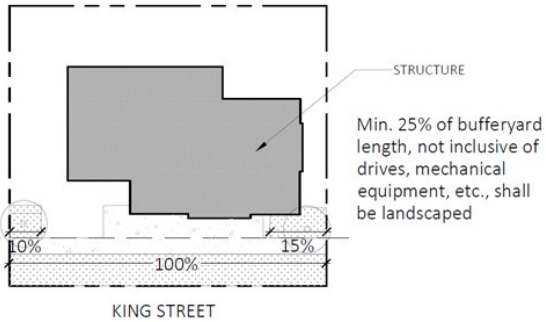 STRUCTURE
Min. 25% of bufferyard
length, not inclusive of
drives, mechanical
equipment, etc., shall
be landscaped
10%
15%
100%
KING STREET